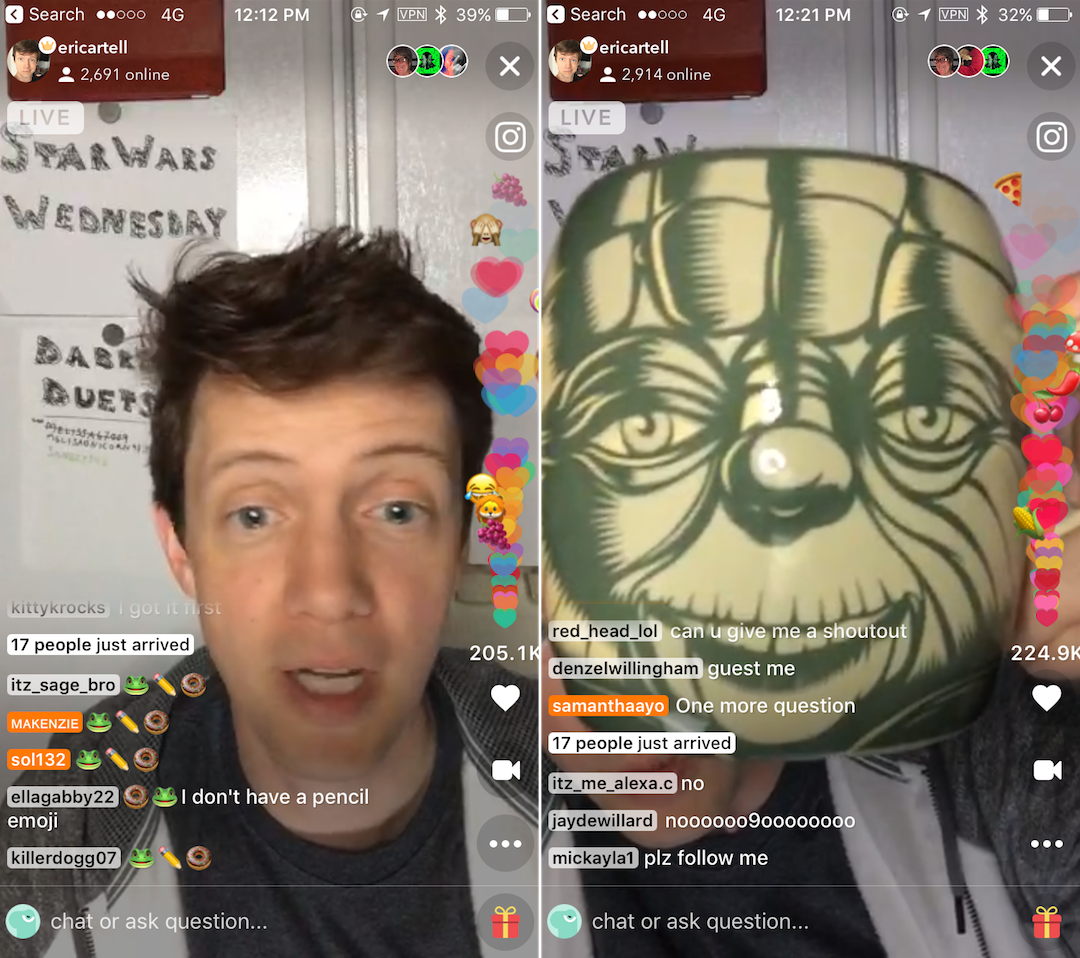 Search 4G 12:12 PM VPN 39%
ericartell
2,691 online
LIVE
STAR WARS
WEDNESDAY
DARK
DUETS
kittykrocks I got it first
17 people just arrived
205.1K
itz_sage_bro 🐸✏️🍩
MAKENZIE 🐸✏️🍩
sol132 🐸✏️🍩
ellagabby22 🍩🐸I don't have a pencil
emoji
killerdogg07 🐸✏️🍩
chat or ask question...
Search 4G 12:21 PM VPN 32%
ericartell
2,914 online
LIVE
STAR W
W
red_head_lol can u give me a shoutout
224.9K
denzelwillingham guest me
samanthaayo One more question
17 people just arrived
itz_me_alexa.c no
jaydewillard noooooo9oooooooo
mickayla1 plz follow me
chat or ask question...